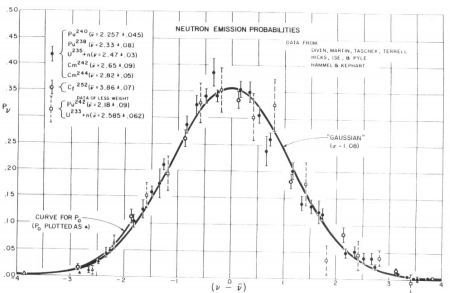 NEUTRON EMISSION PROBABILITIES
Pu²⁴⁰ (ν̄ = 2.257 ± .045)
Pu²³⁸ (ν̄ = 2.33 ± .08)
U²³⁵ + n (ν̄ = 2.47 ± .03)
Cm²⁴² (ν̄ = 2.65 ± .09)
Cm²⁴⁴ (ν̄ = 2.82 ± .05)
Cf²⁵² (ν̄ = 3.86 ± .07)
DATA OF LESS WEIGHT
Pu²⁴² (ν̄ = 2.18 ± .09)
U²³³ + n (ν̄ = 2.585 ± .062)
DATA FROM
DIVEN, MARTIN, TASCHEK, TERRELL
HICKS, ISE, & PYLE
HAMMEL & KEPHART
"GAUSSIAN"
CURVE FOR P₀
(P₀ PLOTTED AS ▵)
Pν
.50
.45
.40
.35
.30
.25
.20
.15
.10
.05
.00
-4 -3 -2 -1 0 1 2 3 4
(ν - ν̄)